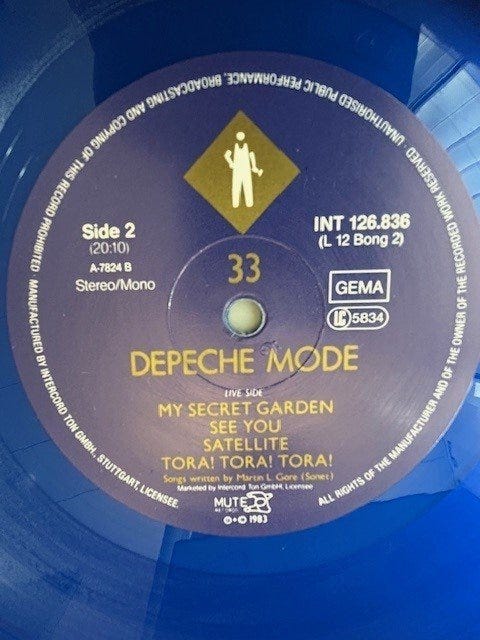 UNAUTHORISED PUBLIC PERFORMANCE, BROADCASTING AND COPYING OF THIS RECORD PROHIBITED · MANUFACTURED BY INTERCORD TON GMBH., STUTTGART, LICENSEE.
ALL RIGHTS OF THE MANUFACTURER AND OF THE OWNER OF THE RECORDED WORK RESERVED ·
Side 2
(20:10)
A-7824 B
Stereo/Mono
INT 126.836
(L 12 Bong 2)
33
GEMA
LC 5834
DEPECHE MODE
LIVE SIDE
MY SECRET GARDEN
SEE YOU
SATELLITE
TORA! TORA! TORA!
Songs written by Martin L. Gore (Sonet)
Marketed by Intercord Ton GmbH, Licensee
MUTE
RECORDS
℗+© 1983